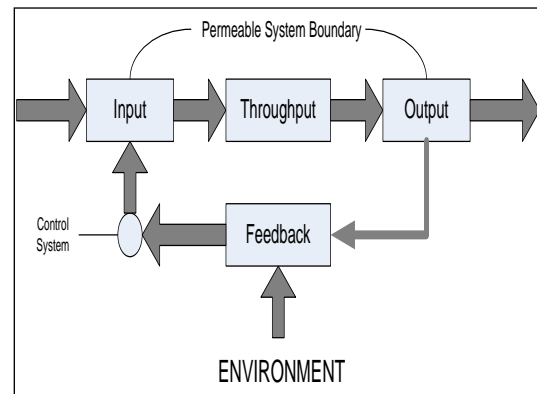 Permeable System Boundary
Input
Throughput
Output
Control
System
Feedback
ENVIRONMENT